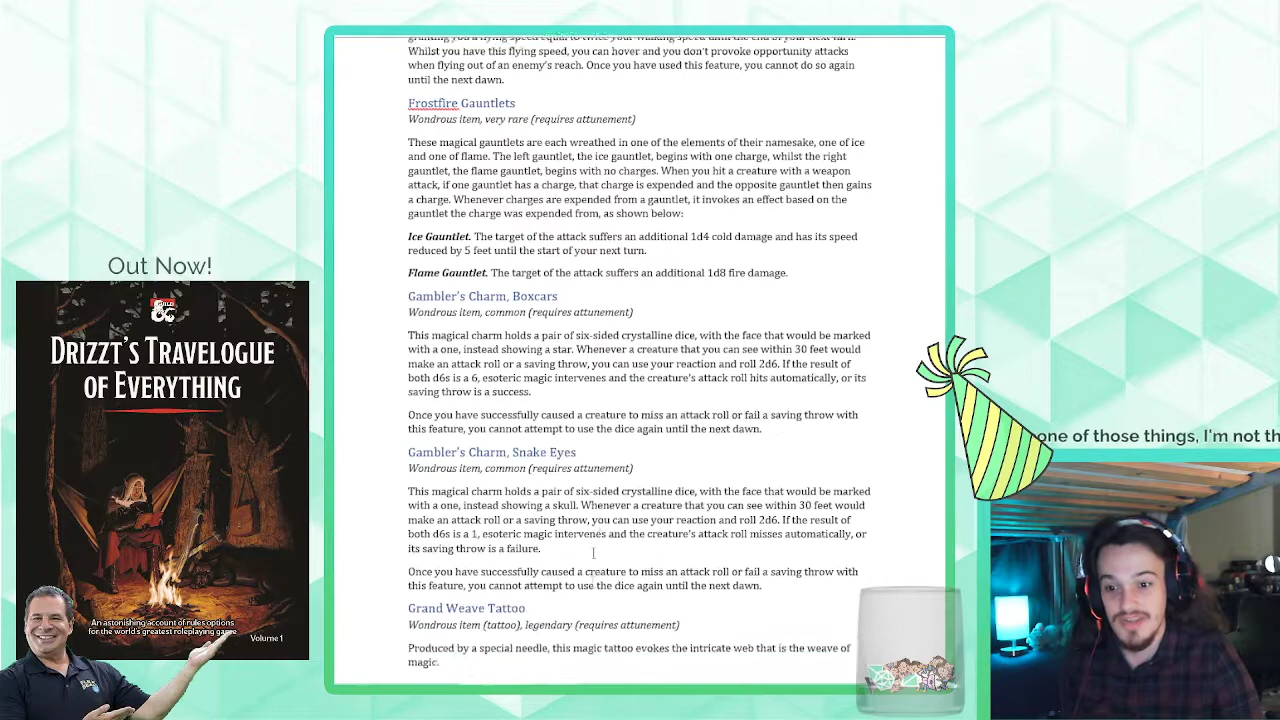 granting you a flying speed equal to twice your walking speed until the end of your next turn.
Whilst you have this flying speed, you can hover and you don't provoke opportunity attacks
when flying out of an enemy's reach. Once you have used this feature, you cannot do so again
until the next dawn.
Frostfire Gauntlets
Wondrous item, very rare (requires attunement)
These magical gauntlets are each wreathed in one of the elements of their namesake, one of ice
and one of flame. The left gauntlet, the ice gauntlet, begins with one charge, whilst the right
gauntlet, the flame gauntlet, begins with no charges. When you hit a creature with a weapon
attack, if one gauntlet has a charge, that charge is expended and the opposite gauntlet then gains
a charge. Whenever charges are expended from a gauntlet, it invokes an effect based on the
gauntlet the charge was expended from, as shown below:
Ice Gauntlet. The target of the attack suffers an additional 1d4 cold damage and has its speed
reduced by 5 feet until the start of your next turn.
Flame Gauntlet. The target of the attack suffers an additional 1d8 fire damage.
Gambler's Charm, Boxcars
Wondrous item, common (requires attunement)
This magical charm holds a pair of six-sided crystalline dice, with the face that would be marked
with a one, instead showing a star. Whenever a creature that you can see within 30 feet would
make an attack roll or a saving throw, you can use your reaction and roll 2d6. If the result of
both d6s is a 6, esoteric magic intervenes and the creature's attack roll hits automatically, or its
saving throw is a success.
Once you have successfully caused a creature to miss an attack roll or fail a saving throw with
this feature, you cannot attempt to use the dice again until the next dawn.
Gambler's Charm, Snake Eyes
Wondrous item, common (requires attunement)
This magical charm holds a pair of six-sided crystalline dice, with the face that would be marked
with a one, instead showing a skull. Whenever a creature that you can see within 30 feet would
make an attack roll or a saving throw, you can use your reaction and roll 2d6. If the result of
both d6s is a 1, esoteric magic intervenes and the creature's attack roll misses automatically, or
its saving throw is a failure.
Once you have successfully caused a creature to miss an attack roll or fail a saving throw with
this feature, you cannot attempt to use the dice again until the next dawn.
Grand Weave Tattoo
Wondrous item (tattoo), legendary (requires attunement)
Produced by a special needle, this magic tattoo evokes the intricate web that is the weave of
magic.
Out Now!
DRIZZT'S TRAVELOGUE
OF EVERYTHING
An astonishing account of rules options
for the world's greatest roleplaying game
Volume 1
one of those things, I'm not th